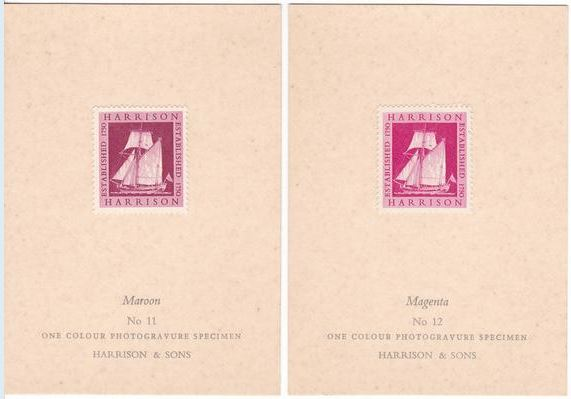 HARRISON
ESTABLISHED 1750
ESTABLISHED 1750
HARRISON
Maroon
No 11
ONE COLOUR PHOTOGRAVURE SPECIMEN
HARRISON & SONS
HARRISON
ESTABLISHED 1750
ESTABLISHED 1750
HARRISON
Magenta
No 12
ONE COLOUR PHOTOGRAVURE SPECIMEN
HARRISON & SONS